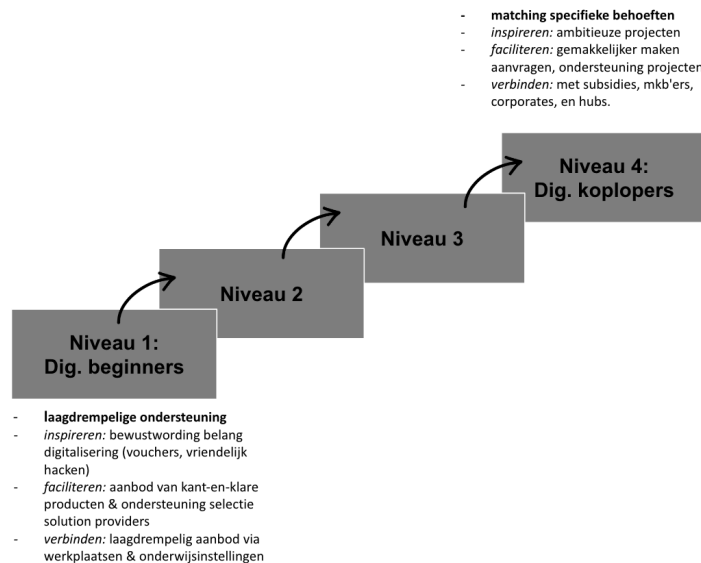 - matching specifieke behoeften
- inspireren: ambitieuze projecten
- faciliteren: gemakkelijker maken
aanvragen, ondersteuning projecten
- verbinden: met subsidies, mkb'ers,
corporates, en hubs.
Niveau 4:
Dig. koplopers
Niveau 3
Niveau 2
Niveau 1:
Dig. beginners
- laagdrempelige ondersteuning
- inspireren: bewustwording belang
digitalisering (vouchers, vriendelijk
hacken)
- faciliteren: aanbod van kant-en-klare
producten & ondersteuning selectie
solution providers
- verbinden: laagdrempelig aanbod via
werkplaatsen & onderwijsinstellingen